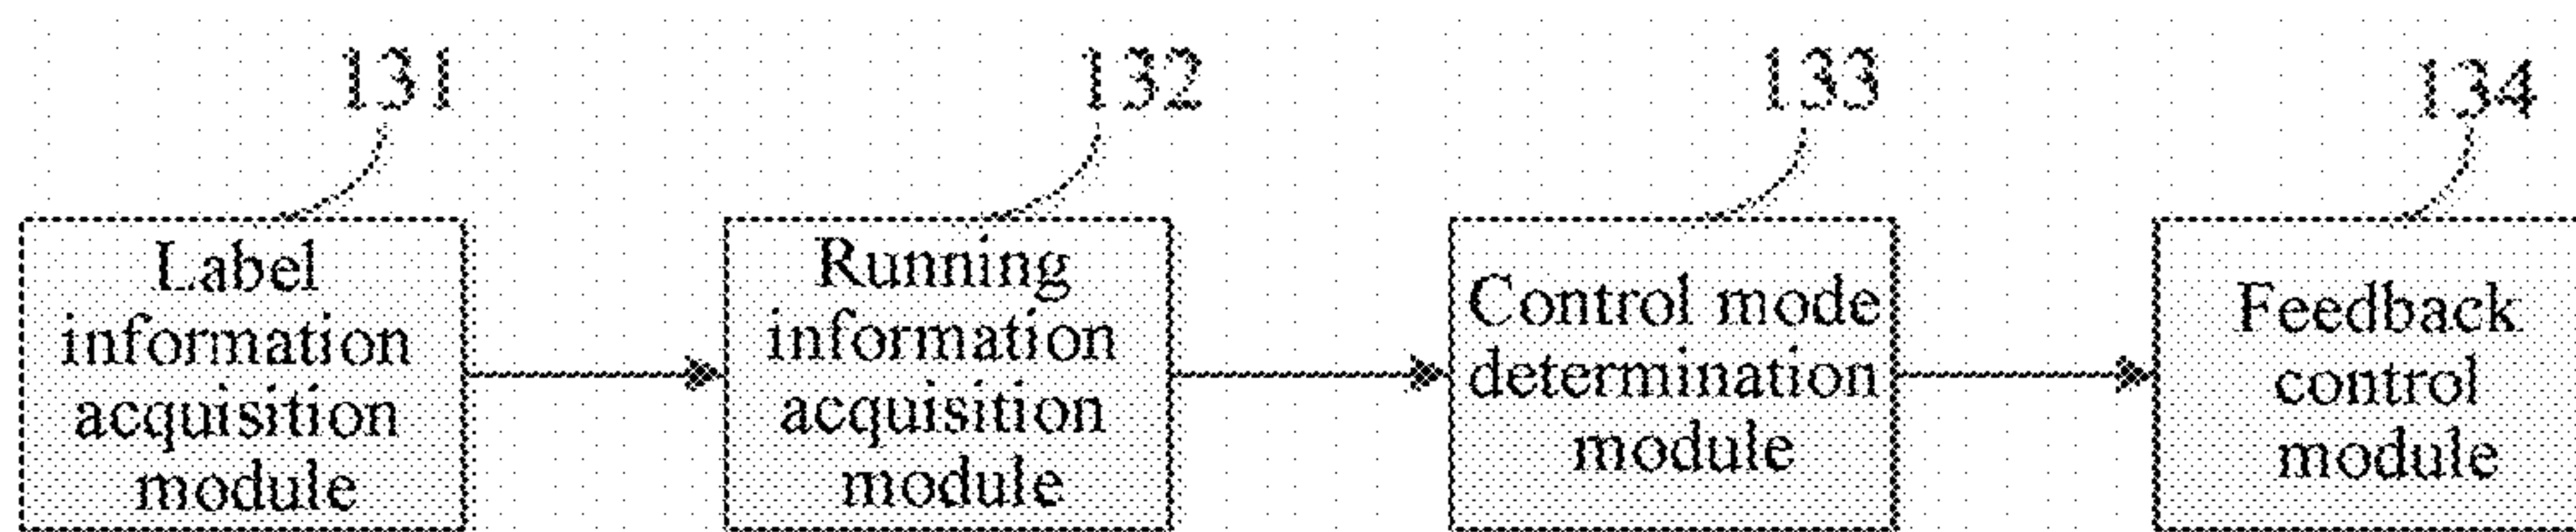 131
132
133
134
Label
information
acquisition
module
Running
information
acquisition
module
Control mode
determination
module
Feedback
control
module